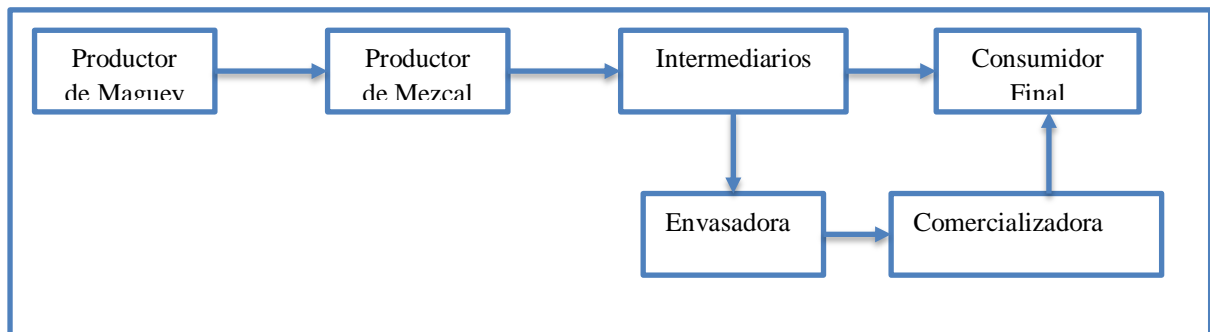 Productor
de Maguey
Productor
de Mezcal
Intermediarios
Consumidor
Final
Envasadora
Comercializadora